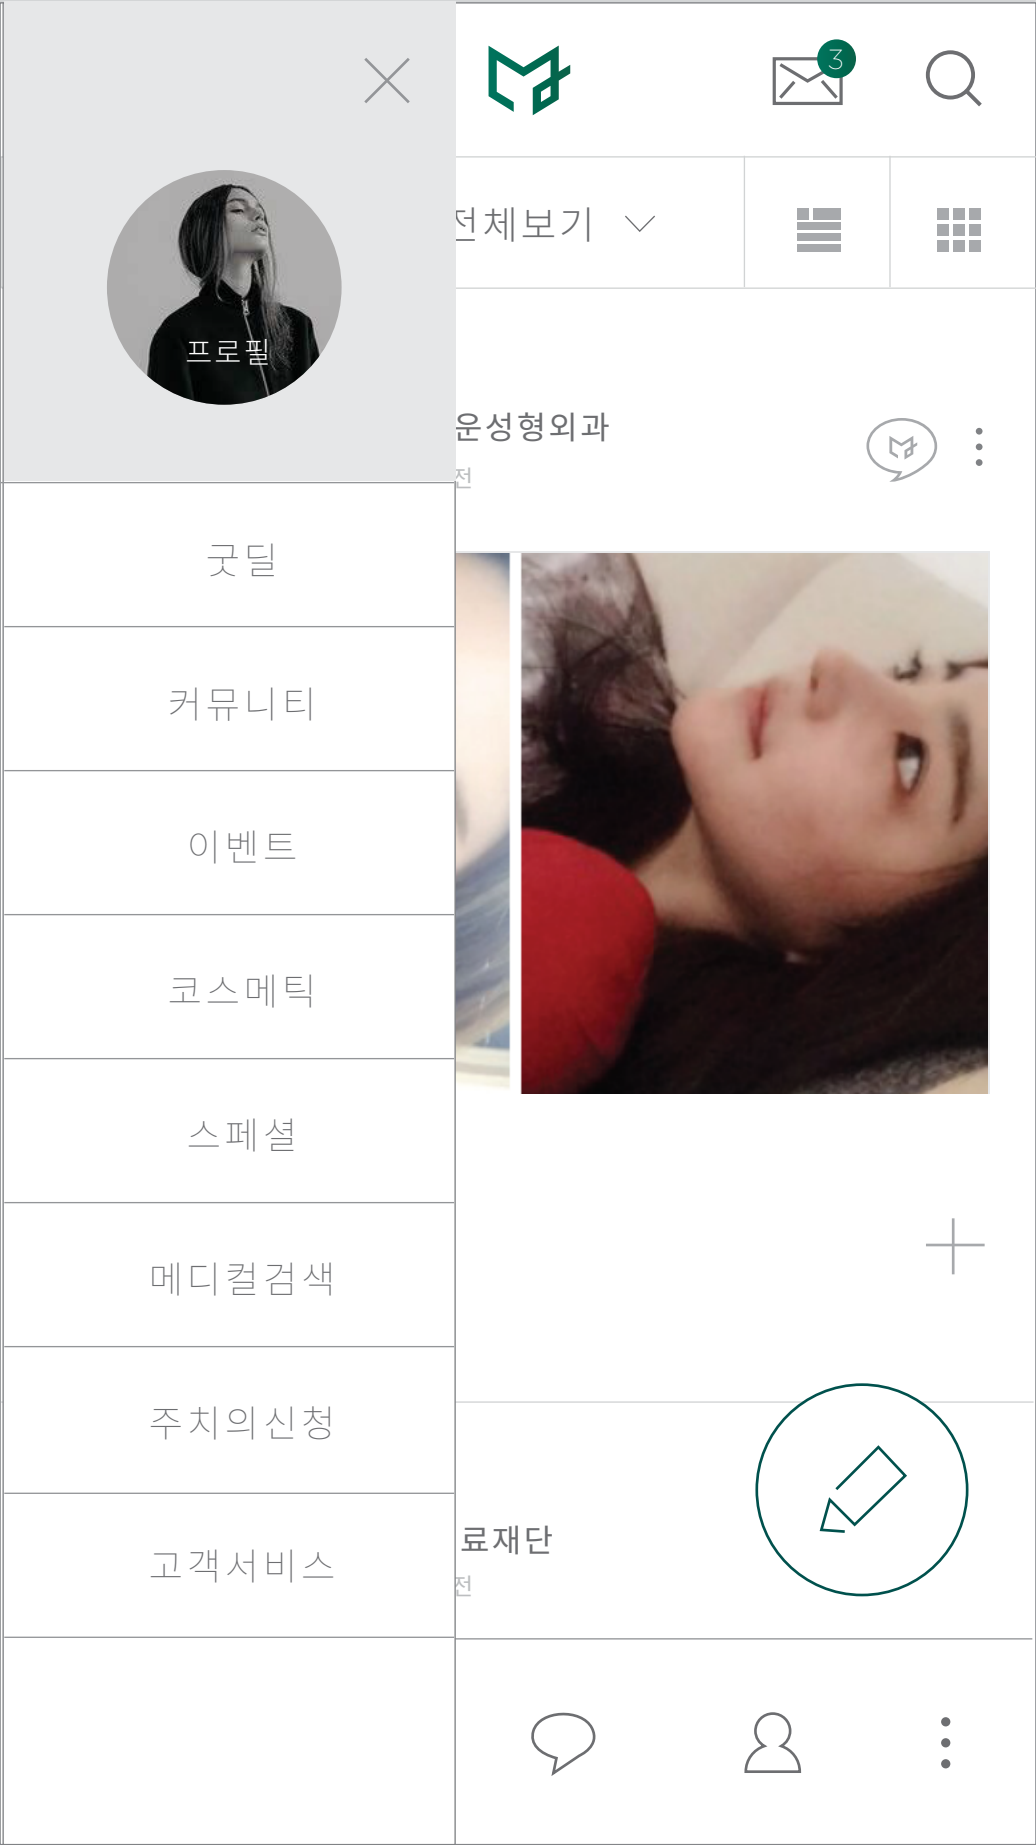 3
전체보기
프로필
운성형외과
전
굿딜
커뮤니티
이벤트
코스메틱
스페셜
메디컬검색
주치의신청
고객서비스
료재단
전